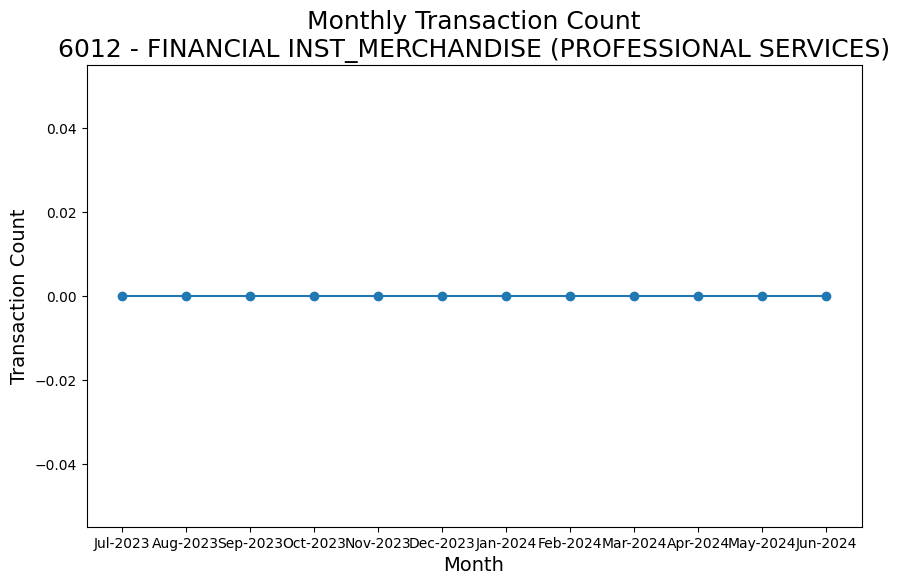 Monthly Transaction Count
6012 - FINANCIAL INST_MERCHANDISE (PROFESSIONAL SERVICES)
Transaction Count
0.04
0.02
0.00
−0.02
−0.04
Jul-2023 Aug-2023 Sep-2023 Oct-2023 Nov-2023 Dec-2023 Jan-2024 Feb-2024 Mar-2024 Apr-2024 May-2024 Jun-2024
Month